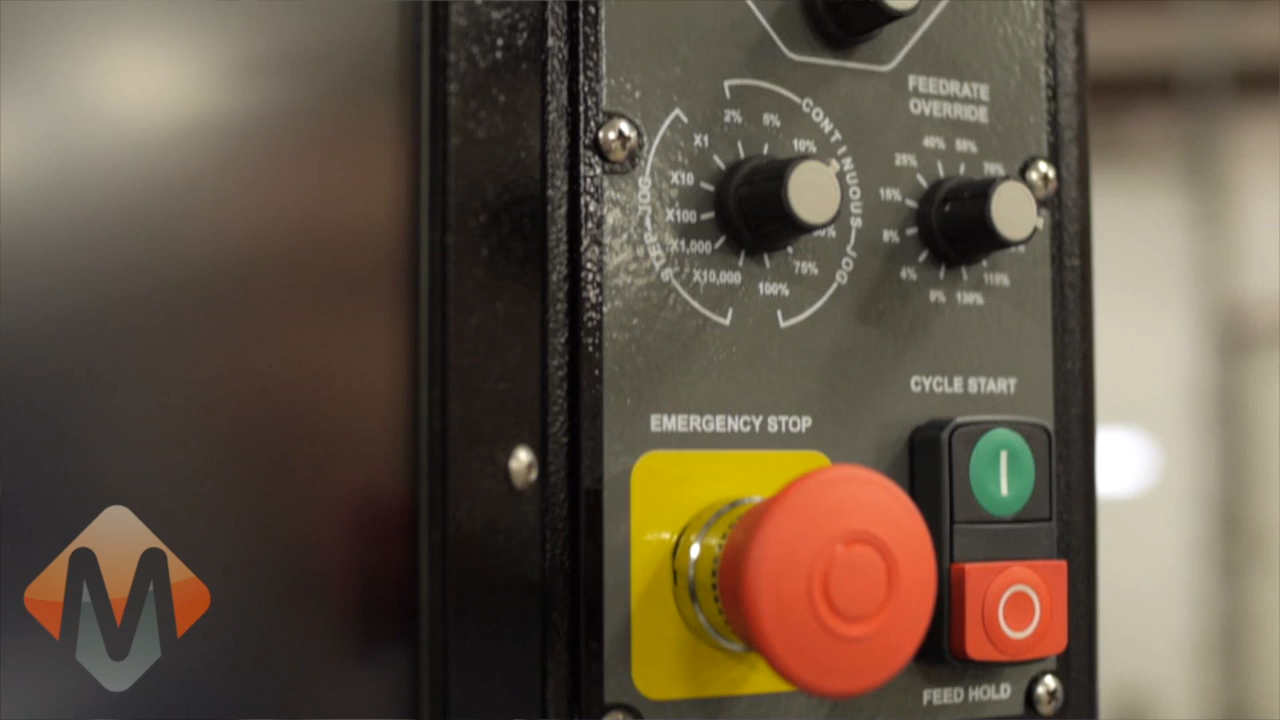 FEEDRATE
OVERRIDE
CONTINUOUS JOG
STEP JOG
2%
5%
10%
X1
X10
X100
X1,000
X10,000
75%
100%
40%
25%
15%
8%
4%
0%
130%
CYCLE START
EMERGENCY STOP
FEED HOLD
M